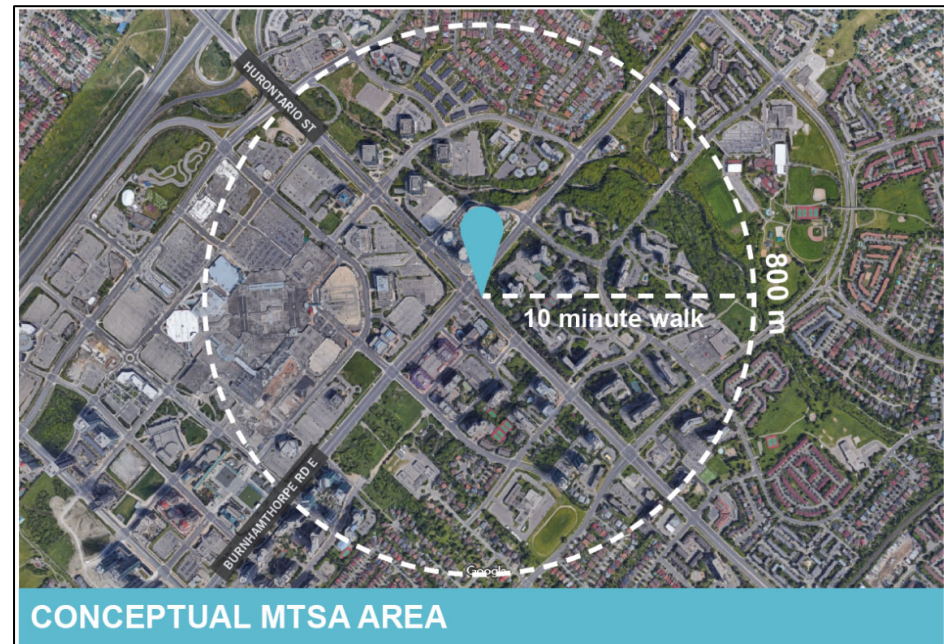 HURONTARIO ST
800 m
10 minute walk
BURNHAMTHORPE RD E
Google
CONCEPTUAL MTSA AREA